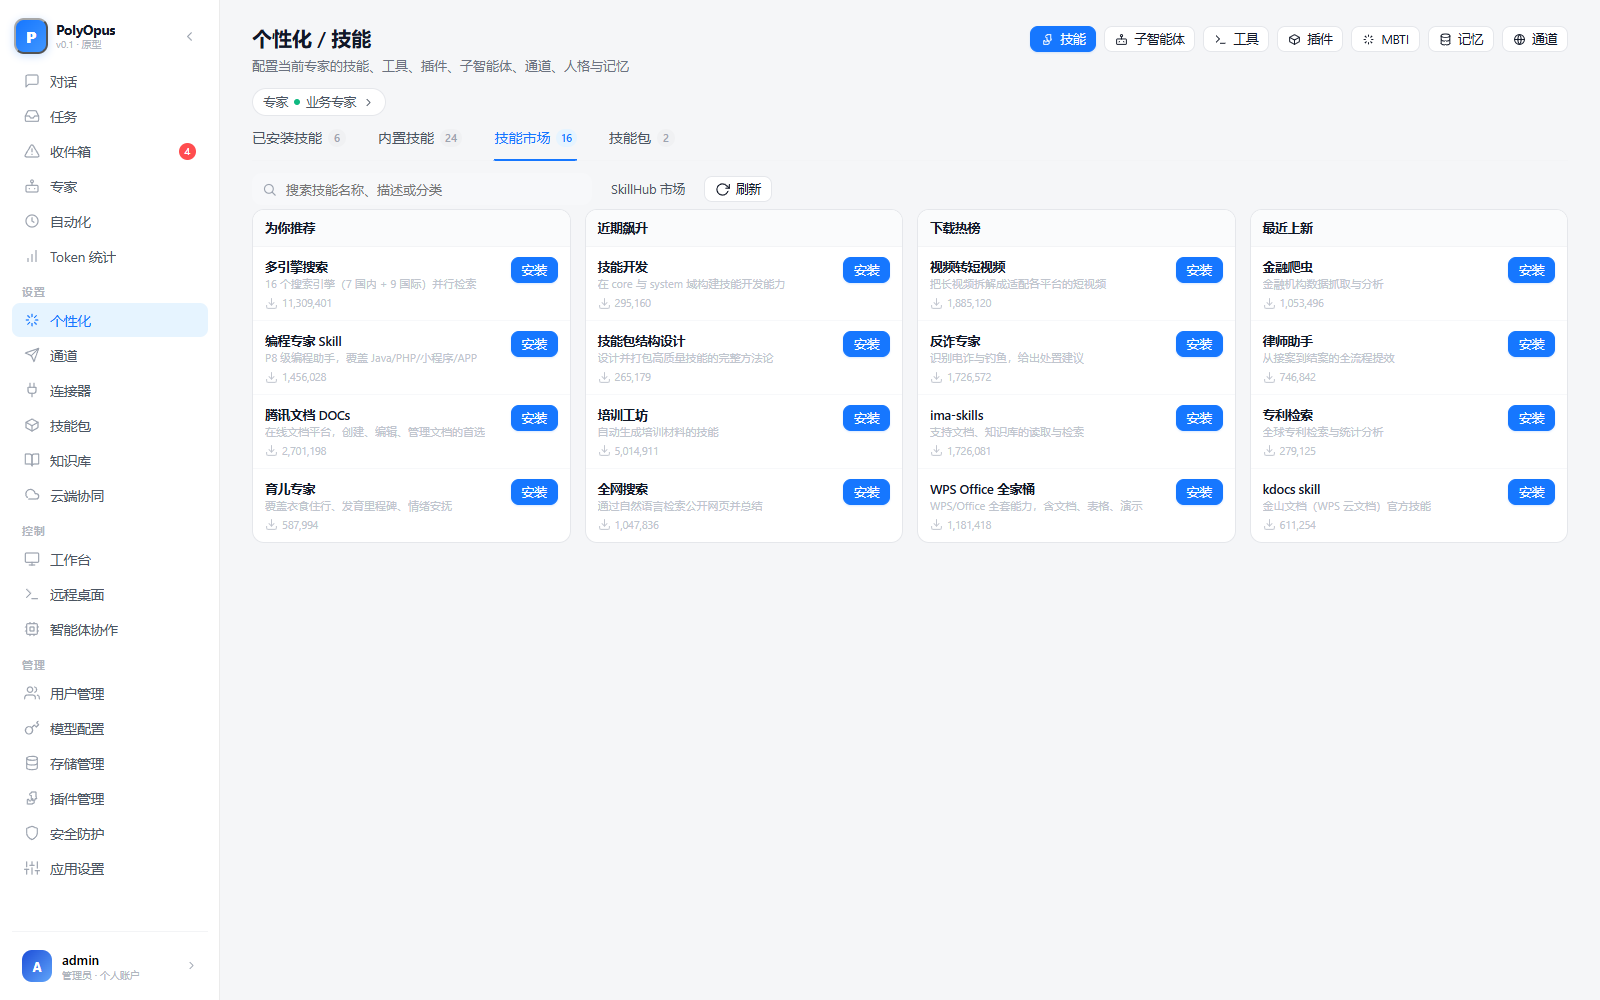 P
PolyOpus
v0.1 · 原型
对话
任务
收件箱
4
专家
自动化
Token 统计
设置
个性化
通道
连接器
技能包
知识库
云端协同
控制
工作台
远程桌面
智能体协作
管理
用户管理
模型配置
存储管理
插件管理
安全防护
应用设置
A
admin
管理员 · 个人账户
个性化 / 技能
配置当前专家的技能、工具、插件、子智能体、通道、人格与记忆
技能
子智能体
工具
插件
MBTI
记忆
通道
专家 业务专家
已安装技能 6
内置技能 24
技能市场 16
技能包 2
搜索技能名称、描述或分类
SkillHub 市场
刷新
为你推荐
多引擎搜索
16 个搜索引擎（7 国内 + 9 国际）并行检索
11,309,401
安装
编程专家 Skill
P8 级编程助手，覆盖 Java/PHP/小程序/APP
1,456,028
安装
腾讯文档 DOCs
在线文档平台，创建、编辑、管理文档的首选
2,701,198
安装
育儿专家
覆盖衣食住行、发育里程碑、情绪安抚
587,994
安装
近期飙升
技能开发
在 core 与 system 域构建技能开发能力
295,160
安装
技能包结构设计
设计并打包高质量技能的完整方法论
265,179
安装
培训工坊
自动生成培训材料的技能
5,014,911
安装
全网搜索
通过自然语言检索公开网页并总结
1,047,836
安装
下载热榜
视频转短视频
把长视频拆解成适配各平台的短视频
1,885,120
安装
反诈专家
识别电诈与钓鱼，给出处置建议
1,726,572
安装
ima-skills
支持文档、知识库的读取与检索
1,726,081
安装
WPS Office 全家桶
WPS/Office 全套能力，含文档、表格、演示
1,181,418
安装
最近上新
金融爬虫
金融机构数据抓取与分析
1,053,496
安装
律师助手
从接案到结案的全流程提效
746,842
安装
专利检索
全球专利检索与统计分析
279,125
安装
kdocs skill
金山文档（WPS 云文档）官方技能
611,254
安装